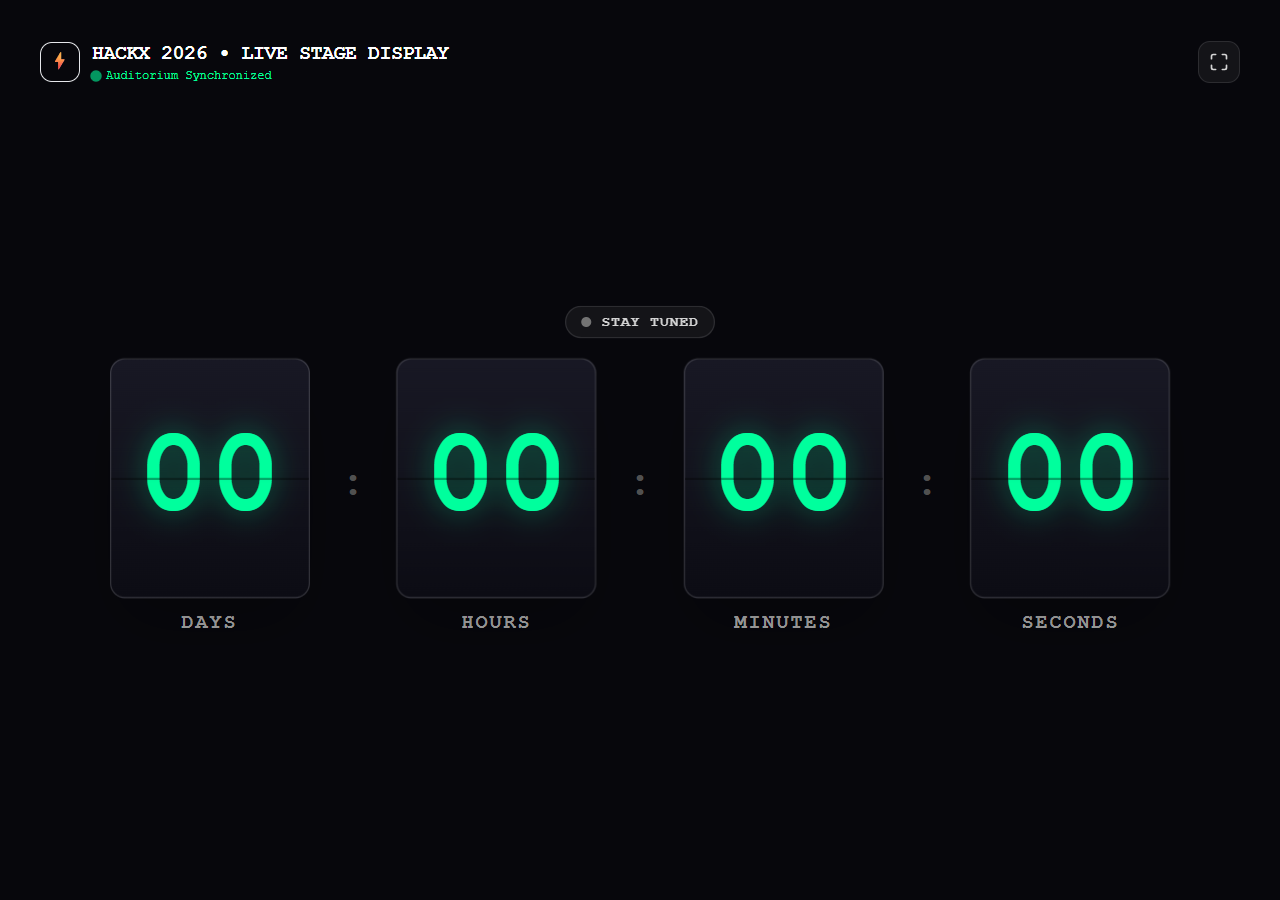 HACKX 2026 • LIVE STAGE DISPLAY
Auditorium Synchronized
STAY TUNED
00 : 00 : 00 : 00
DAYS HOURS MINUTES SECONDS